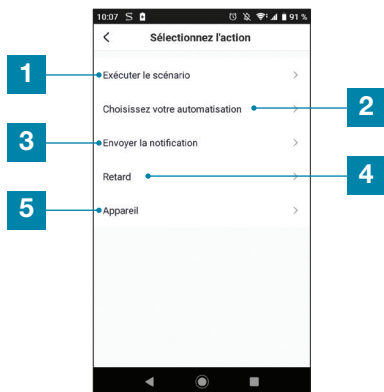 10:07 S 91 %
Sélectionnez l'action
1
Exécuter le scénario
Choisissez votre automatisation
2
3
Envoyer la notification
Retard
4
5
Appareil